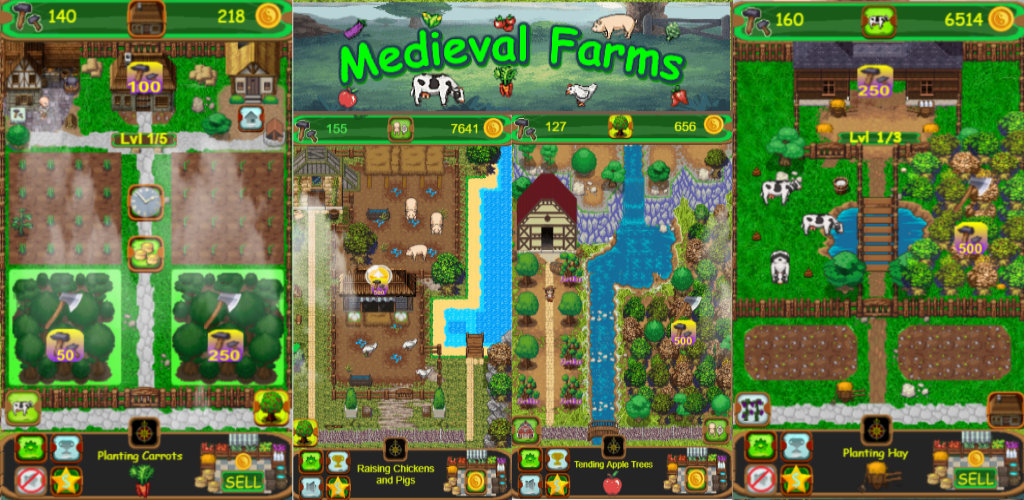 140
218
100
Lvl 1/5
50
250
Planting Carrots
SELL
Medieval Farms
155
7641
Raising Chickens
and Pigs
127
656
500
Tending Apple Trees
160
6514
250
Lvl 1/3
500
Planting Hay
SELL